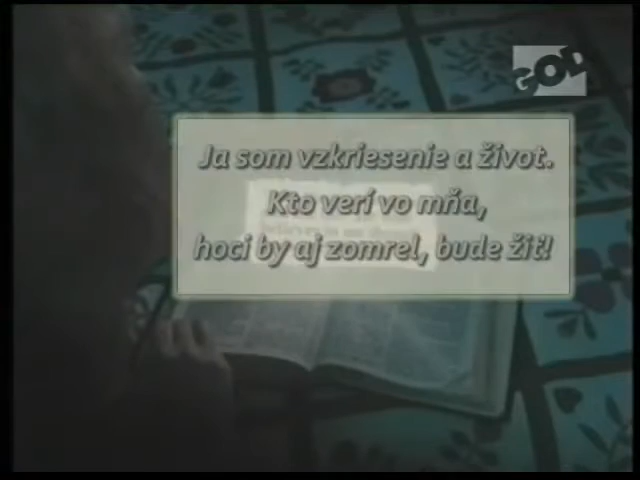 GOD
Ja som vzkriesenie a život.
Kto verí vo mňa,
hoci by aj zomrel, bude žiť!